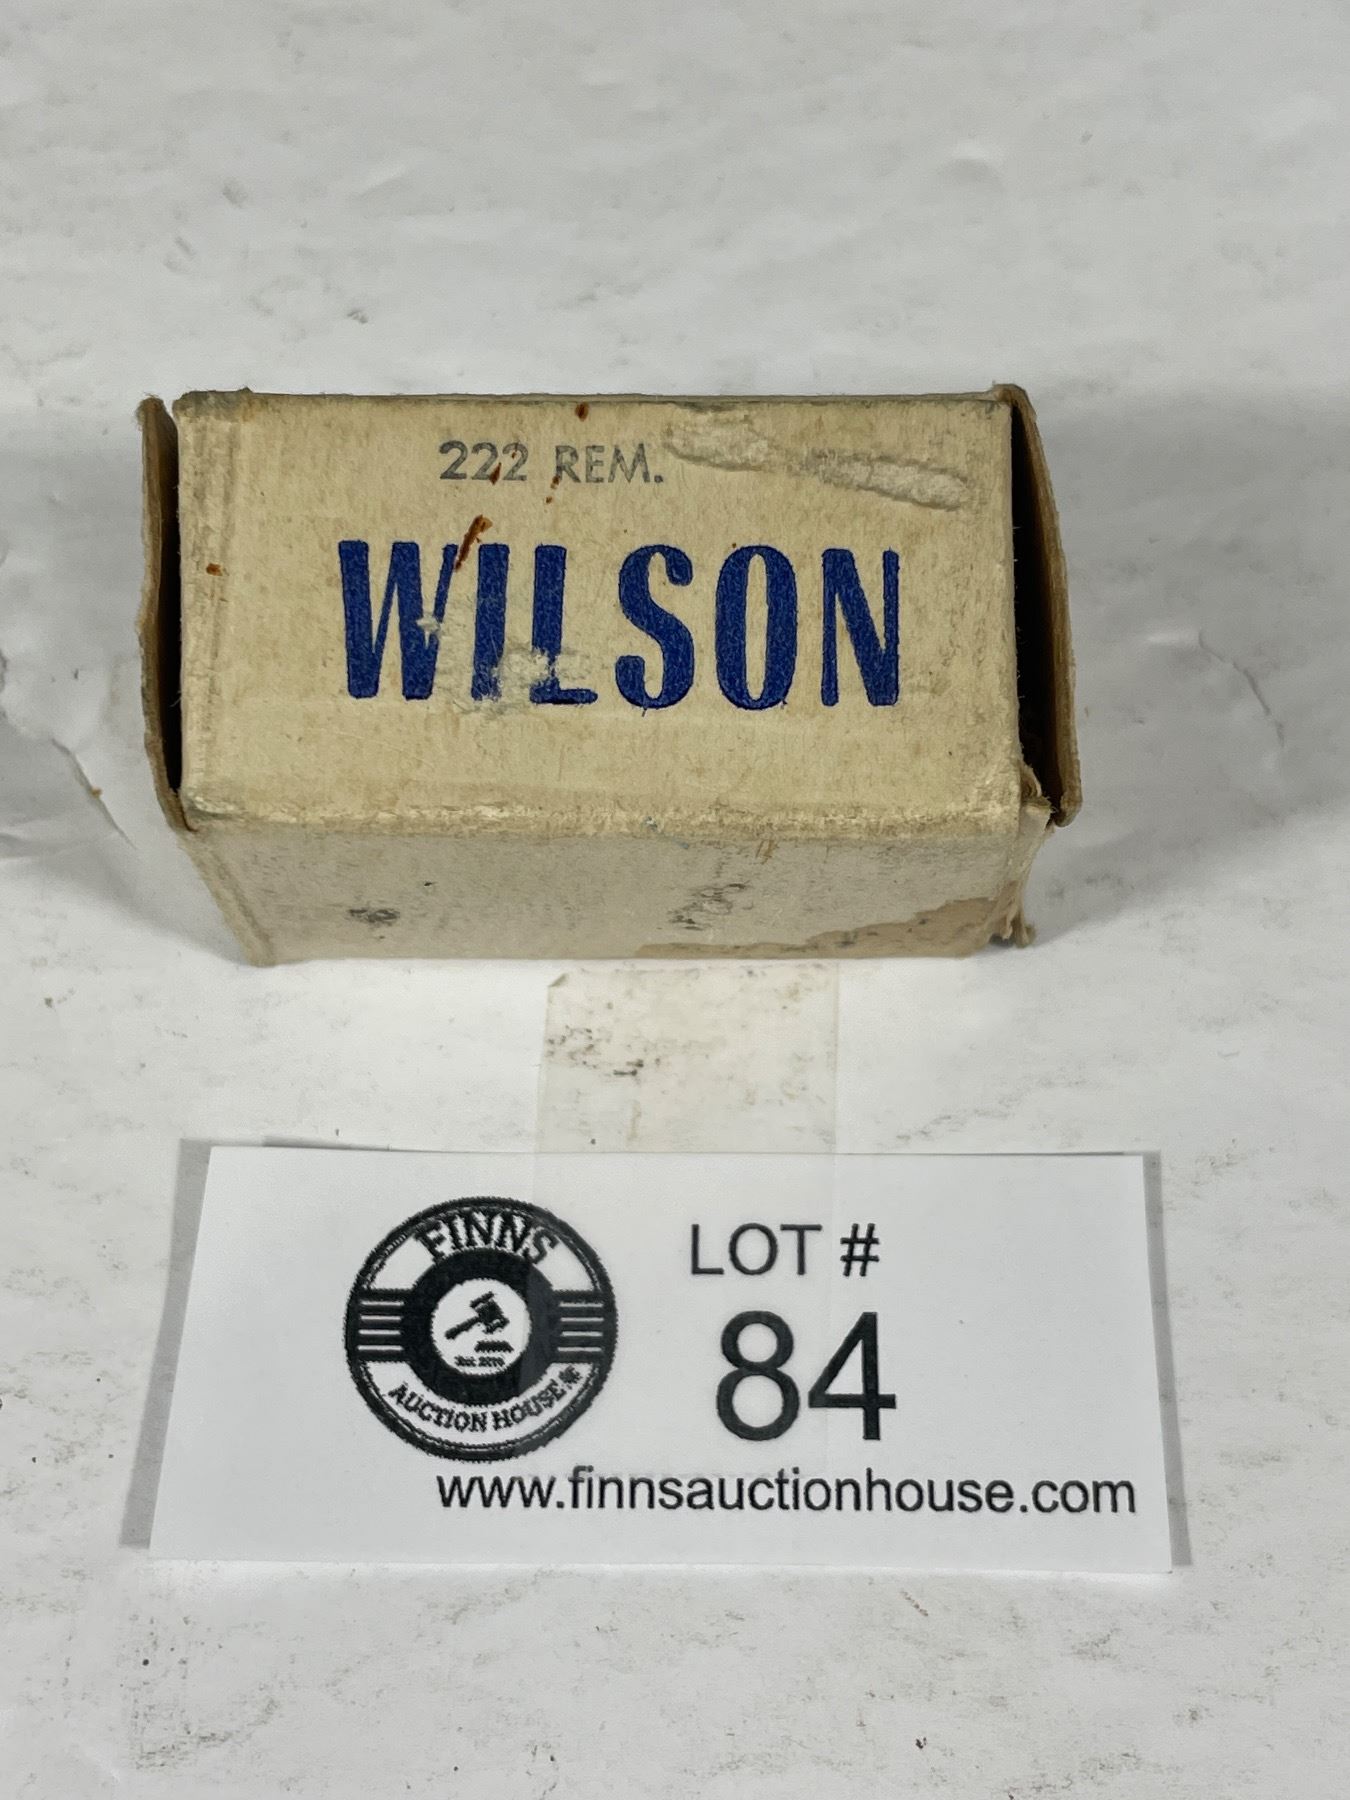 222 REM.
WILSON
FINNS
AUCTION HOUSE
LOT #
84
www.finnsauctionhouse.com